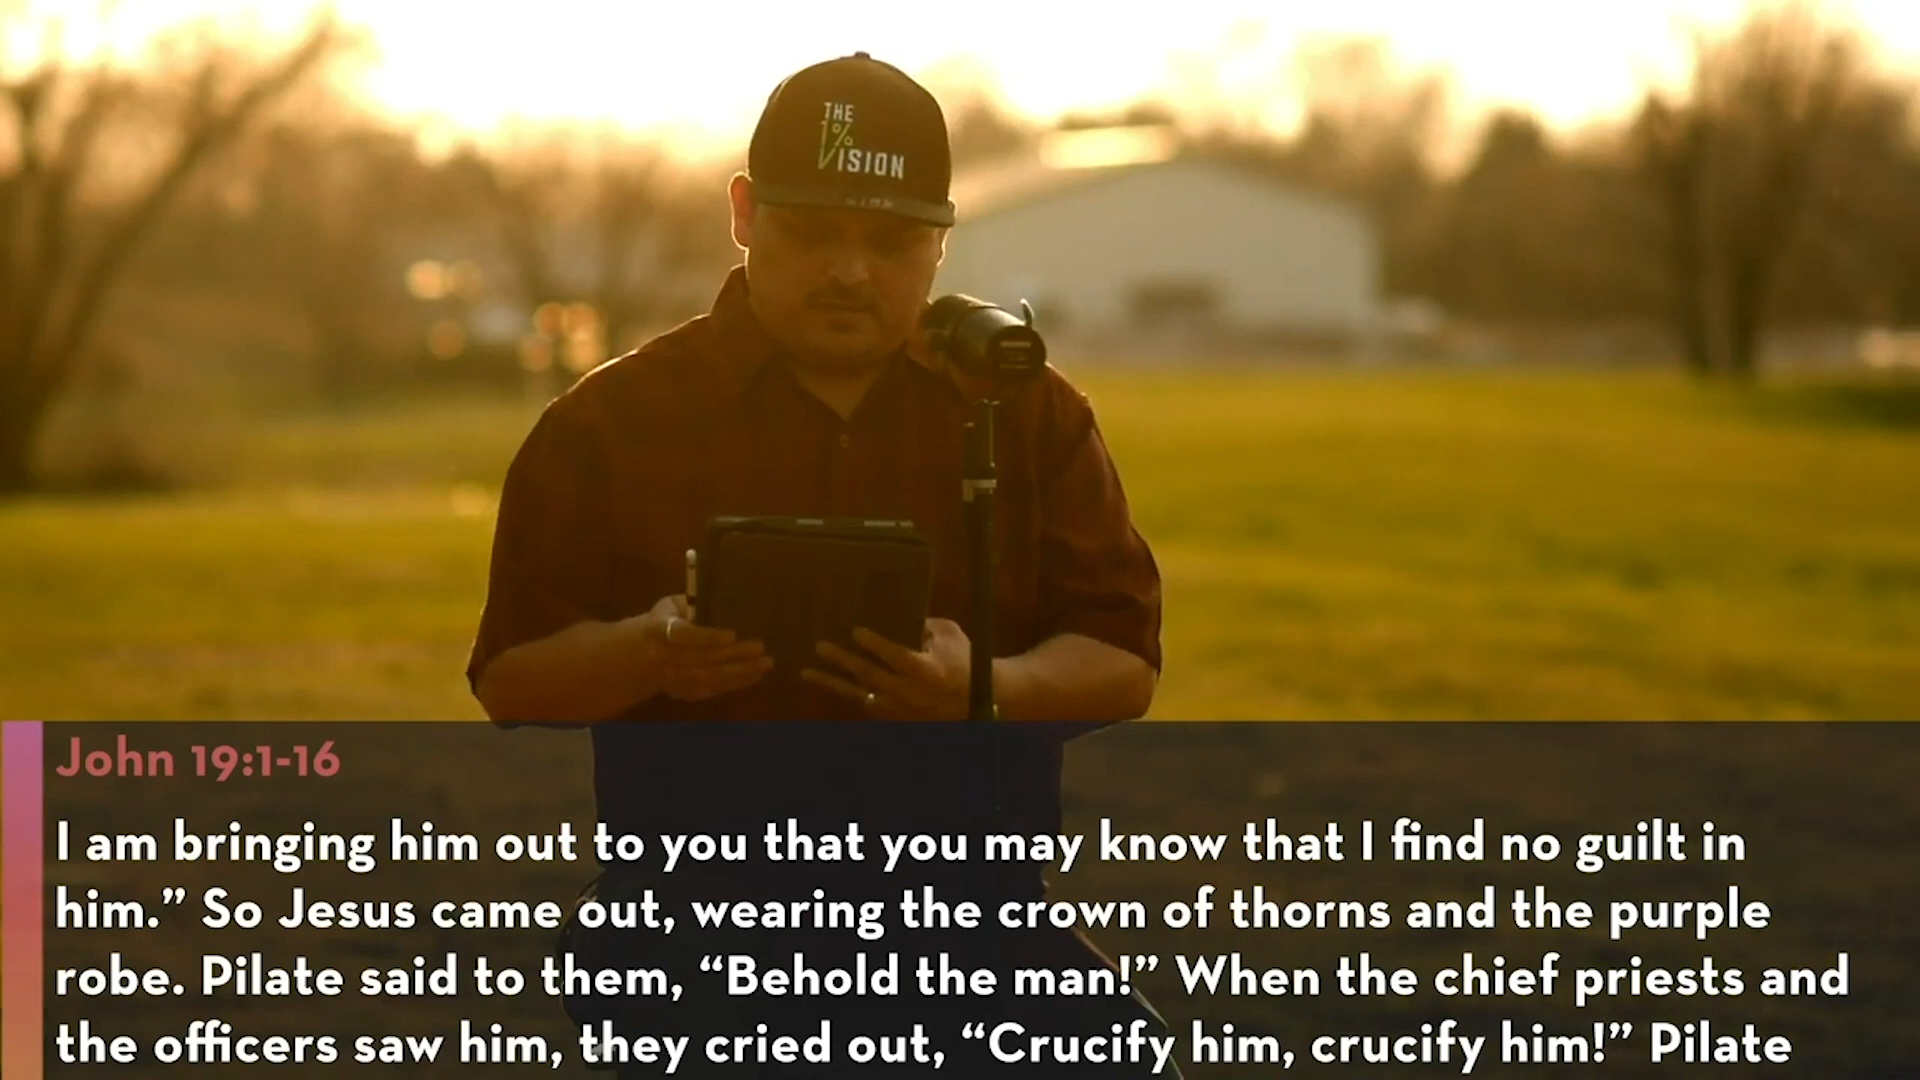 THE
1%
VISION
John 19:1-16
I am bringing him out to you that you may know that I find no guilt in
him.” So Jesus came out, wearing the crown of thorns and the purple
robe. Pilate said to them, “Behold the man!” When the chief priests and
the officers saw him, they cried out, “Crucify him, crucify him!” Pilate